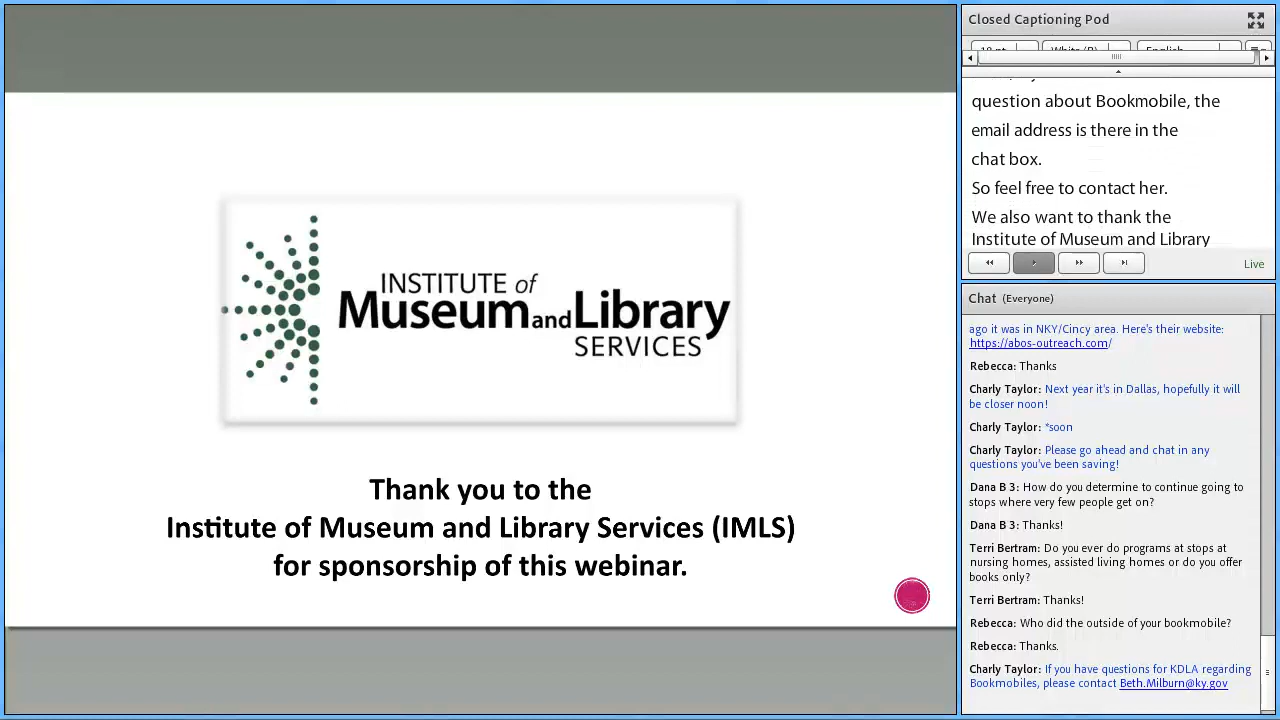 INSTITUTE of
Museum and Library
SERVICES
Thank you to the
Institute of Museum and Library Services (IMLS)
for sponsorship of this webinar.
Closed Captioning Pod
question about Bookmobile, the
email address is there in the
chat box.
So feel free to contact her.
We also want to thank the
Institute of Museum and Library
Live
Chat (Everyone)
ago it was in NKY/Cincy area. Here's their website:
https://abos-outreach.com/
Rebecca: Thanks
Charly Taylor: Next year it's in Dallas, hopefully it will
be closer noon!
Charly Taylor: *soon
Charly Taylor: Please go ahead and chat in any
questions you've been saving!
Dana B 3: How do you determine to continue going to
stops where very few people get on?
Dana B 3: Thanks!
Terri Bertram: Do you ever do programs at stops at
nursing homes, assisted living homes or do you offer
books only?
Terri Bertram: Thanks!
Rebecca: Who did the outside of your bookmobile?
Rebecca: Thanks.
Charly Taylor: If you have questions for KDLA regarding
Bookmobiles, please contact Beth.Milburn@ky.gov